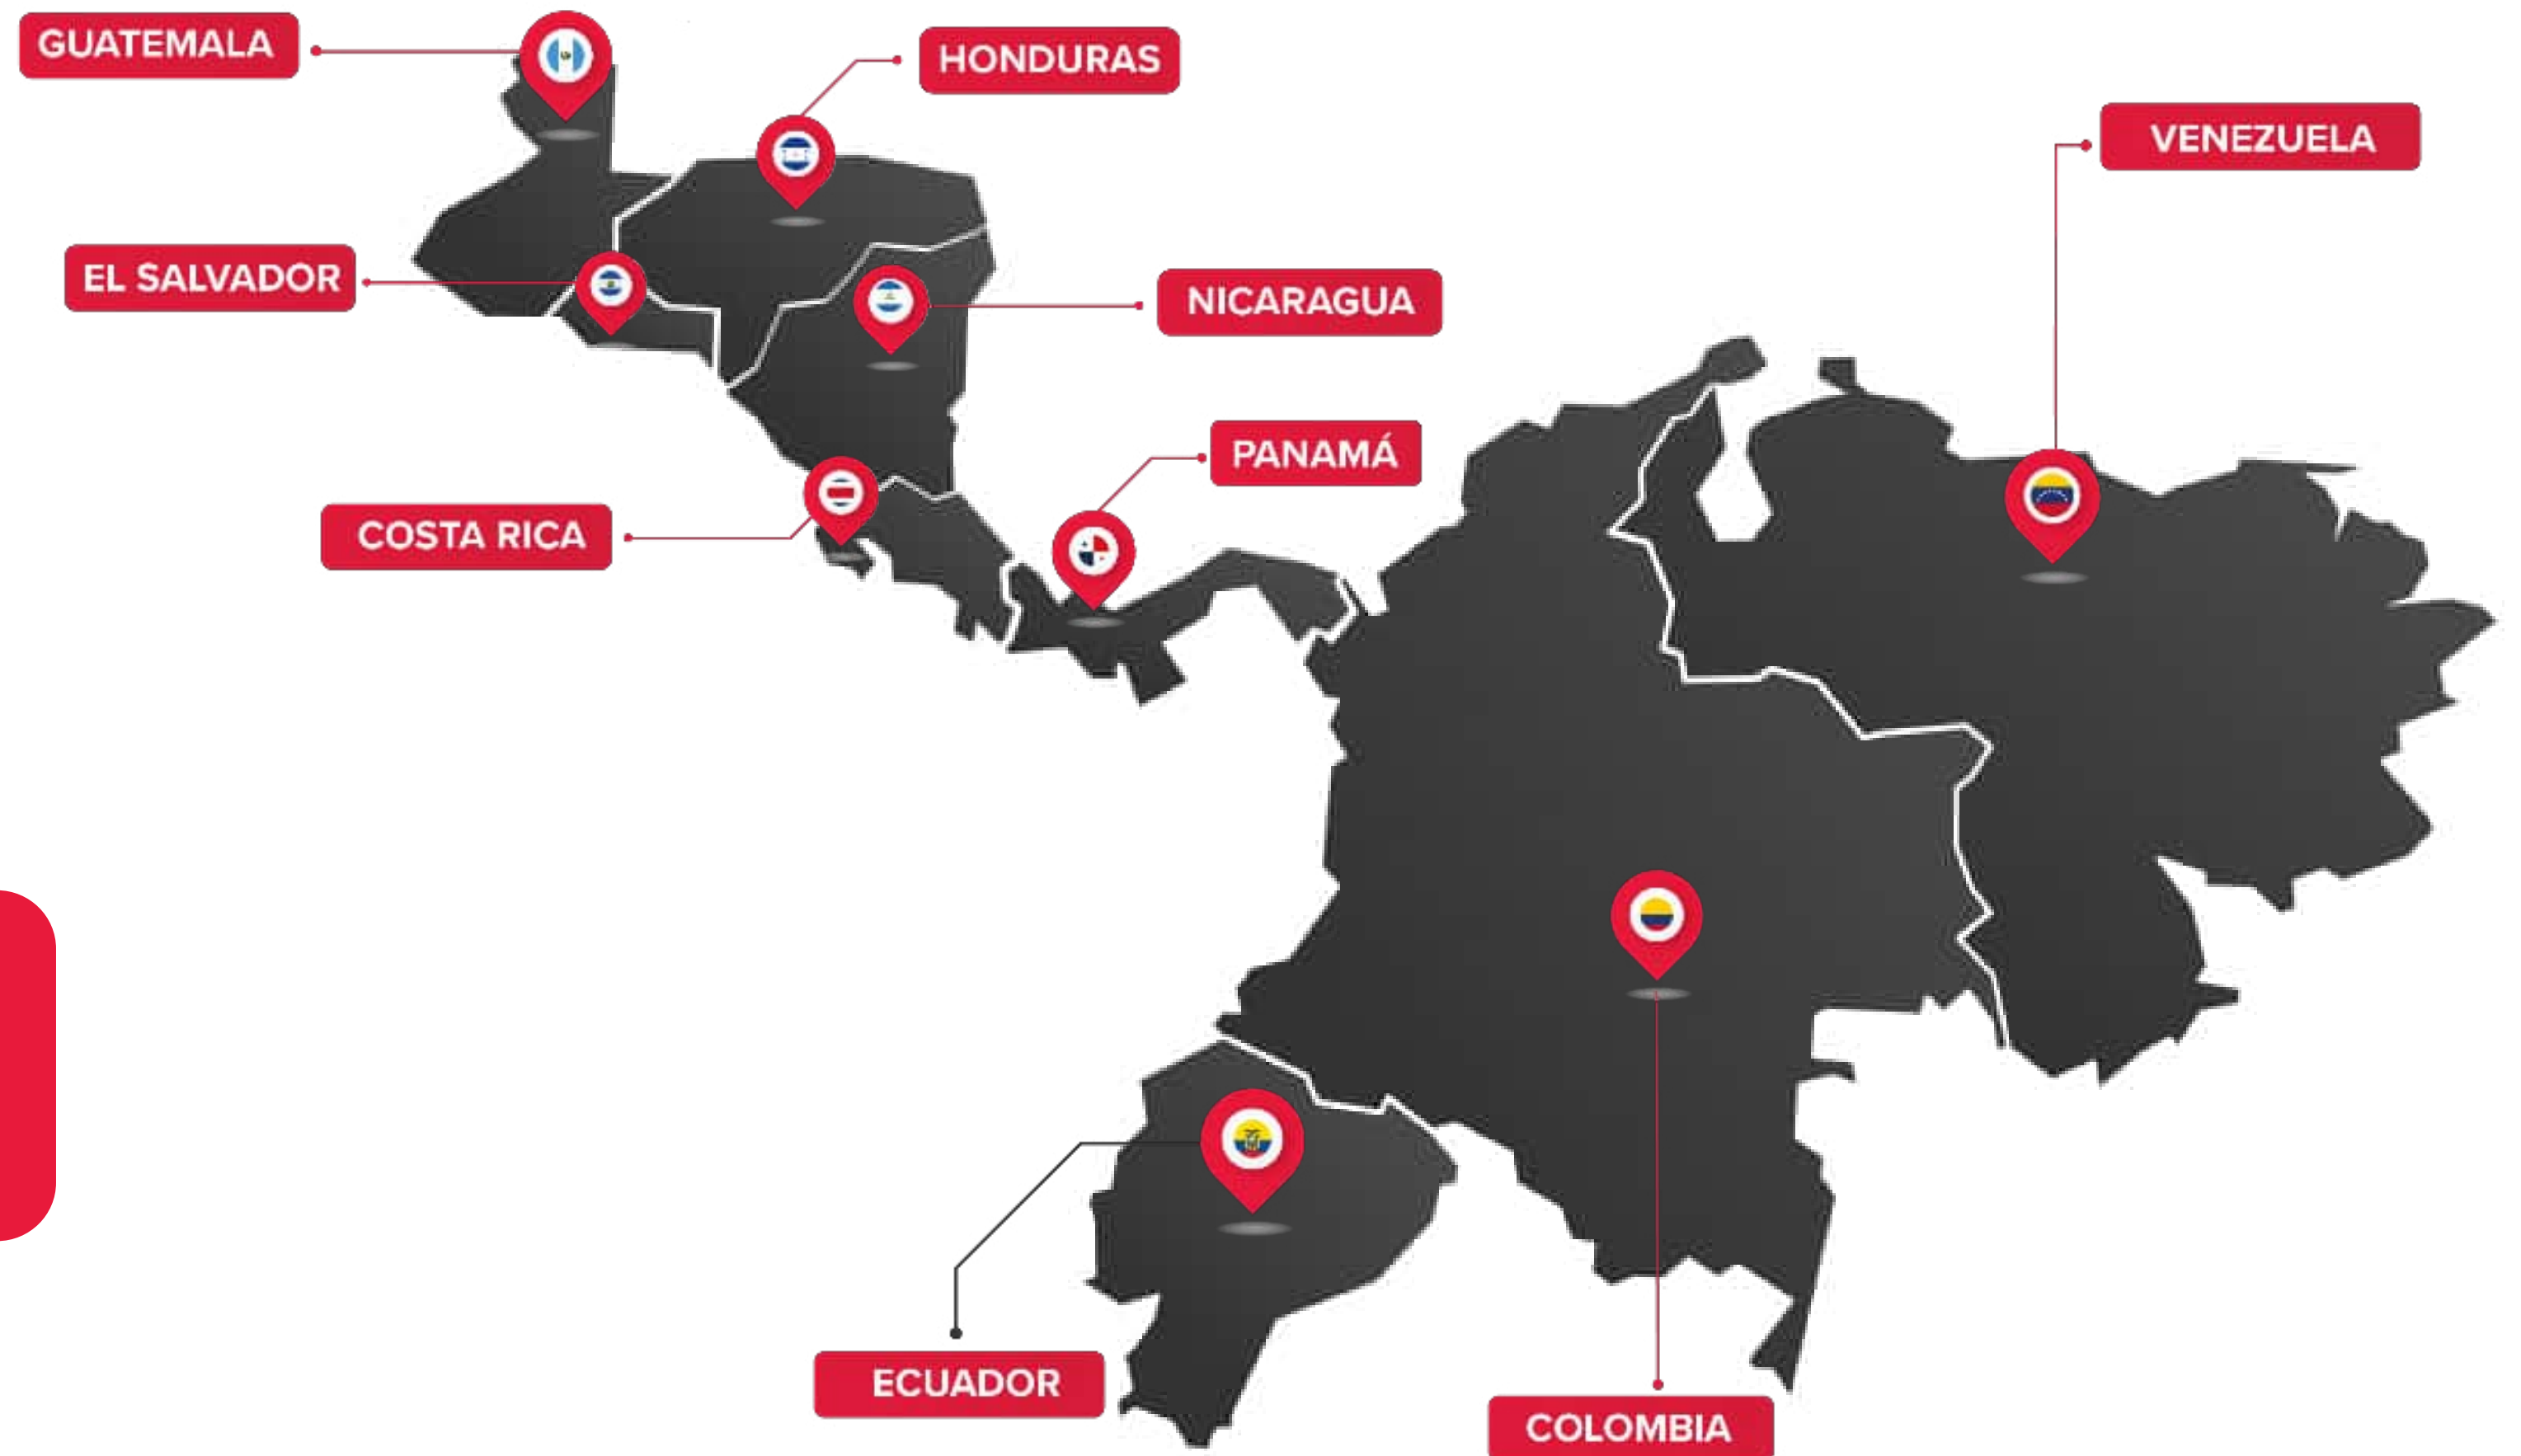 GUATEMALA
HONDURAS
VENEZUELA
EL SALVADOR
NICARAGUA
PANAMÁ
COSTA RICA
ECUADOR
COLOMBIA